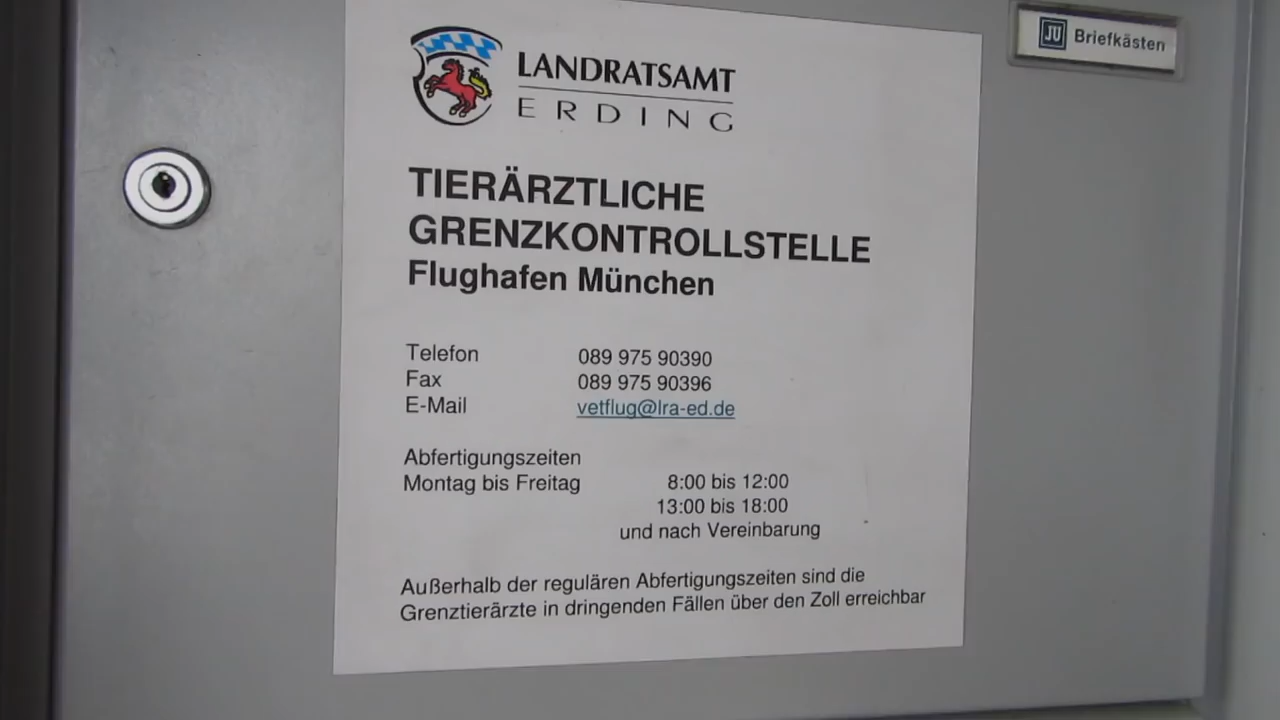 LANDRATSAMT
ERDING
JU Briefkästen
TIERÄRZTLICHE
GRENZKONTROLLSTELLE
Flughafen München
Telefon 089 975 90390
Fax 089 975 90396
E-Mail vetflug@lra-ed.de
Abfertigungszeiten
Montag bis Freitag 8:00 bis 12:00
13:00 bis 18:00
und nach Vereinbarung
Außerhalb der regulären Abfertigungszeiten sind die
Grenztierärzte in dringenden Fällen über den Zoll erreichbar